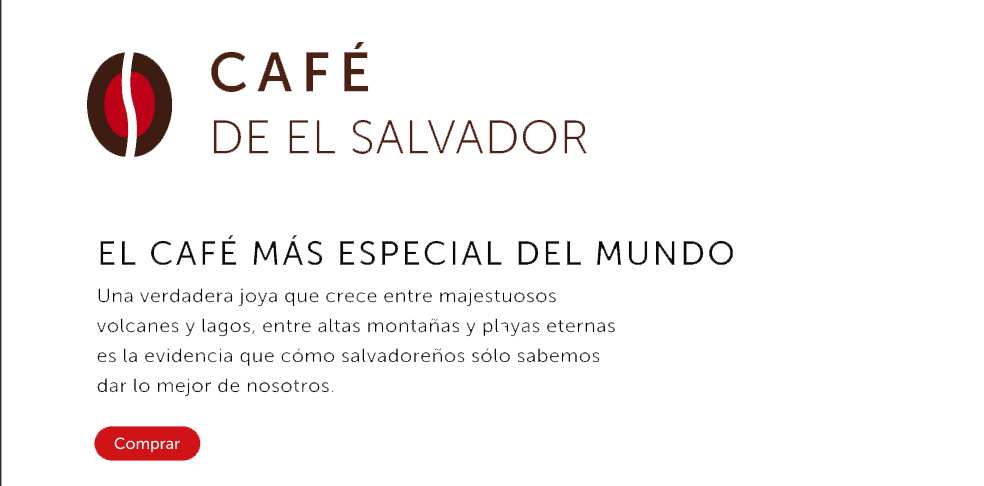 CAFÉ
DE EL SALVADOR
EL CAFÉ MÁS ESPECIAL DEL MUNDO
Una verdadera joya que crece entre majestuosos
volcanes y lagos, entre altas montañas y playas eternas
es la evidencia que cómo salvadoreños sólo sabemos
dar lo mejor de nosotros.
Comprar